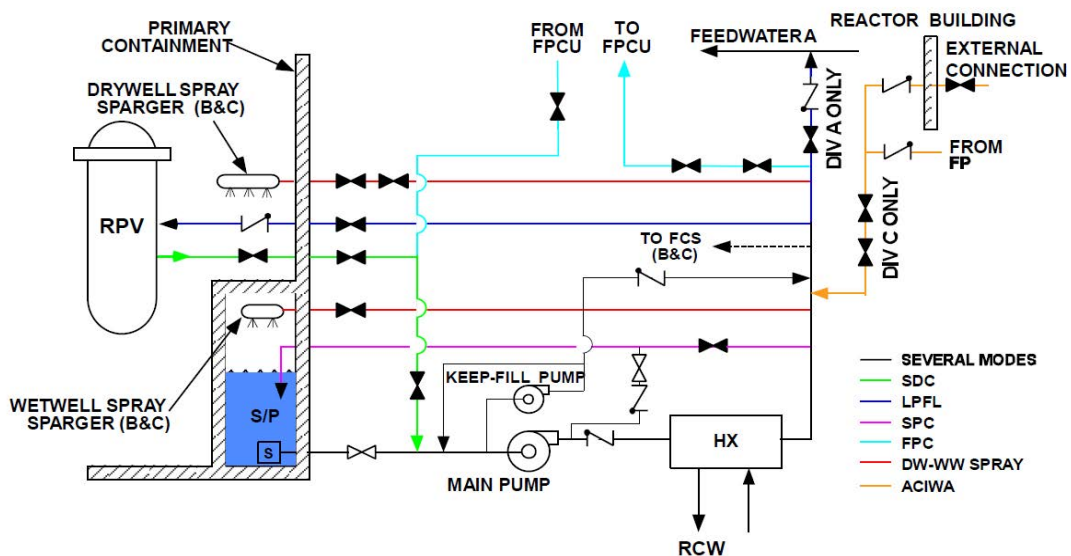 PRIMARY
CONTAINMENT
DRYWELL SPRAY
SPARGER (B&C)
RPV
WETWELL SPRAY
SPARGER (B&C)
S/P
S
FROM
FPCU
TO
FPCU
FEEDWATER A
REACTOR BUILDING
EXTERNAL
CONNECTION
DIV A ONLY
FROM
FP
DIV C ONLY
TO FCS
(B&C)
KEEP-FILL PUMP
MAIN PUMP
HX
RCW
SEVERAL MODES
SDC
LPFL
SPC
FPC
DW-WW SPRAY
ACIWA